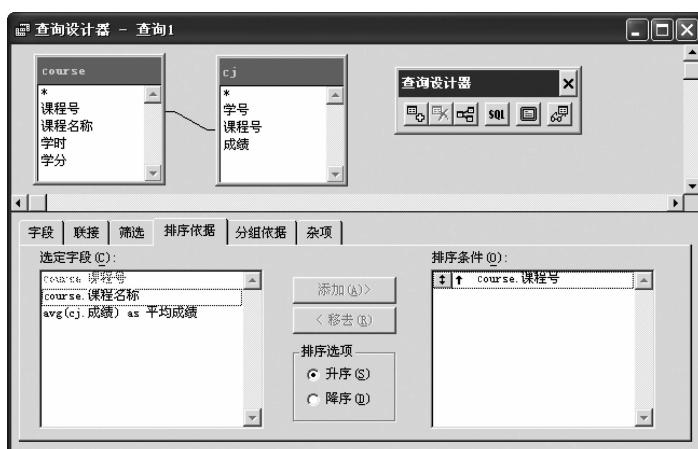 查询设计器 - 查询1
course
*
课程号
课程名称
学时
学分
cj
*
学号
课程号
成绩
查询设计器
SQL
字段
联接
筛选
排序依据
分组依据
杂项
选定字段(C):
course.课程号
course.课程名称
avg(cj.成绩) as 平均成绩
添加(A)>
< 移去(R)
排序选项
升序(S)
降序(D)
排序条件(O):
course.课程号